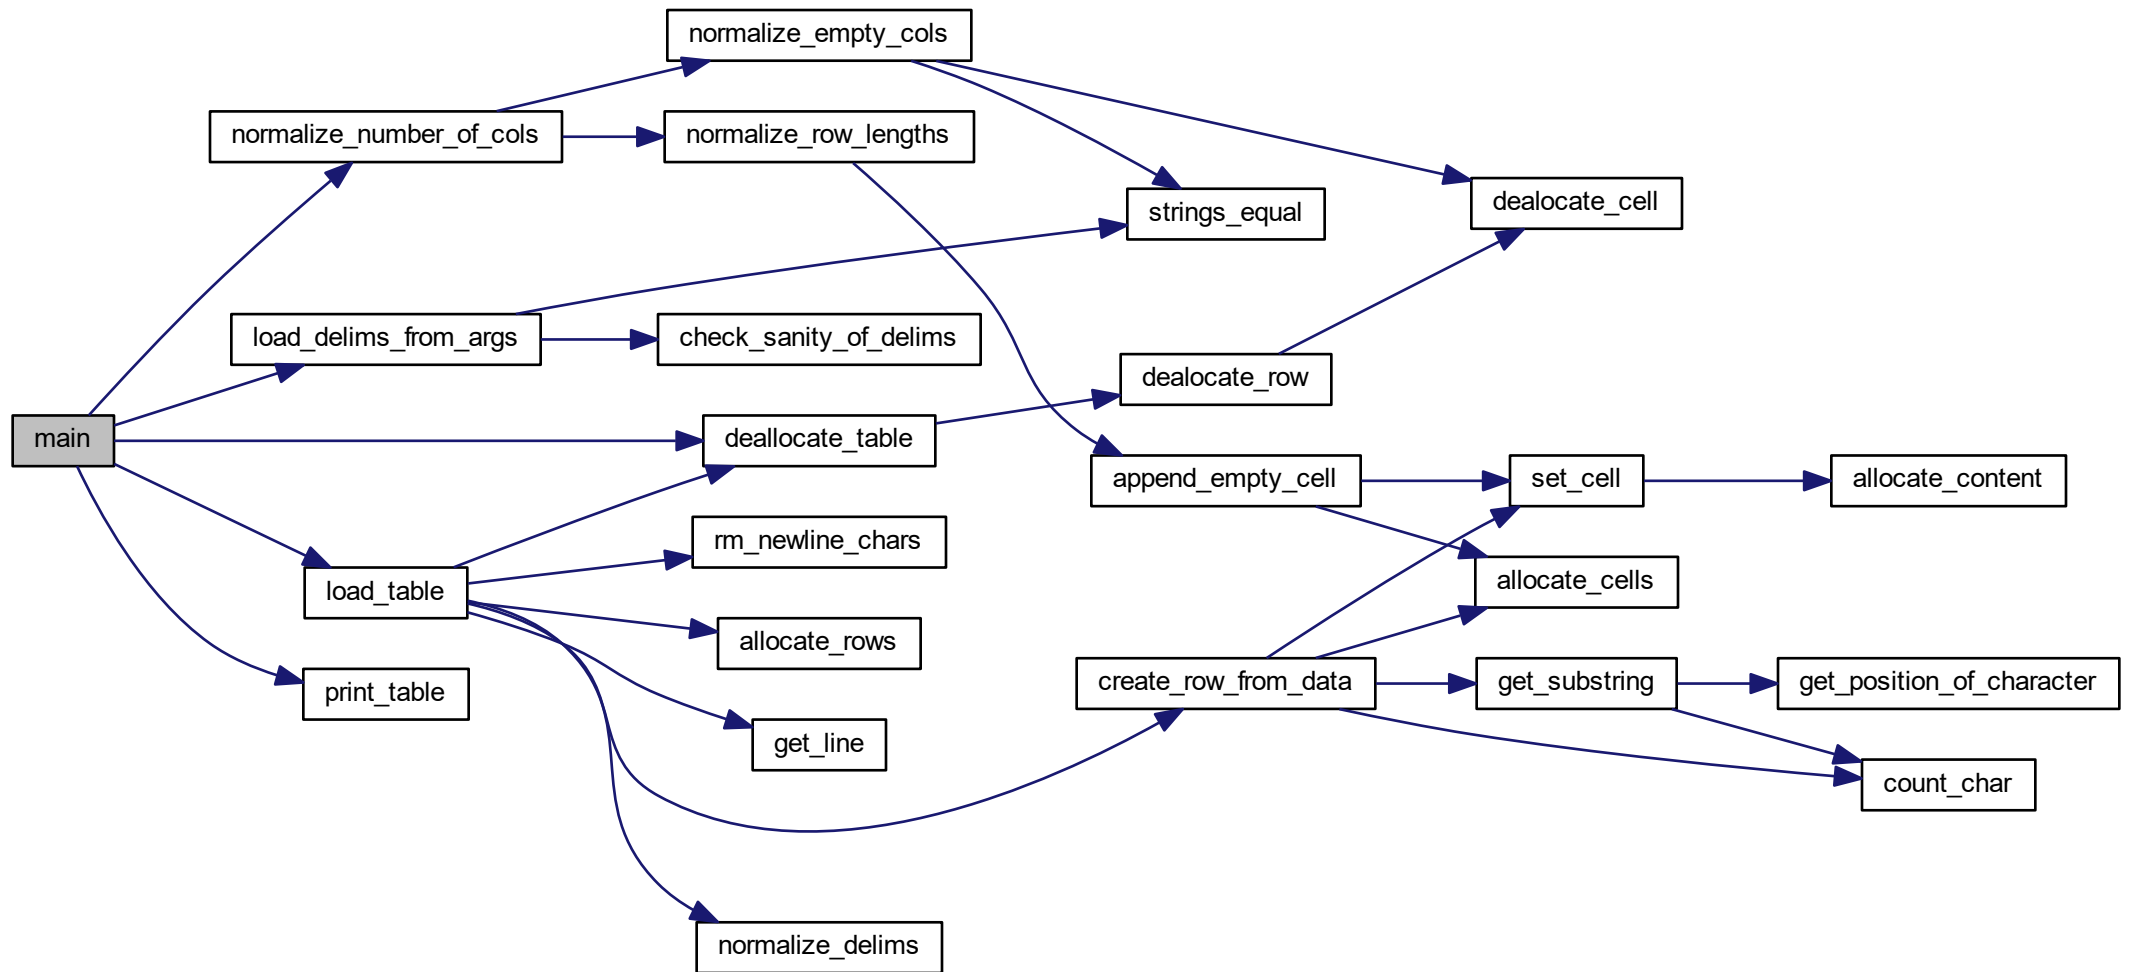 normalize_empty_cols
normalize_number_of_cols
normalize_row_lengths
dealocate_cell
strings_equal
load_delims_from_args
check_sanity_of_delims
dealocate_row
main
deallocate_table
append_empty_cell
set_cell
allocate_content
rm_newline_chars
load_table
allocate_cells
allocate_rows
print_table
create_row_from_data
get_substring
get_position_of_character
get_line
count_char
normalize_delims